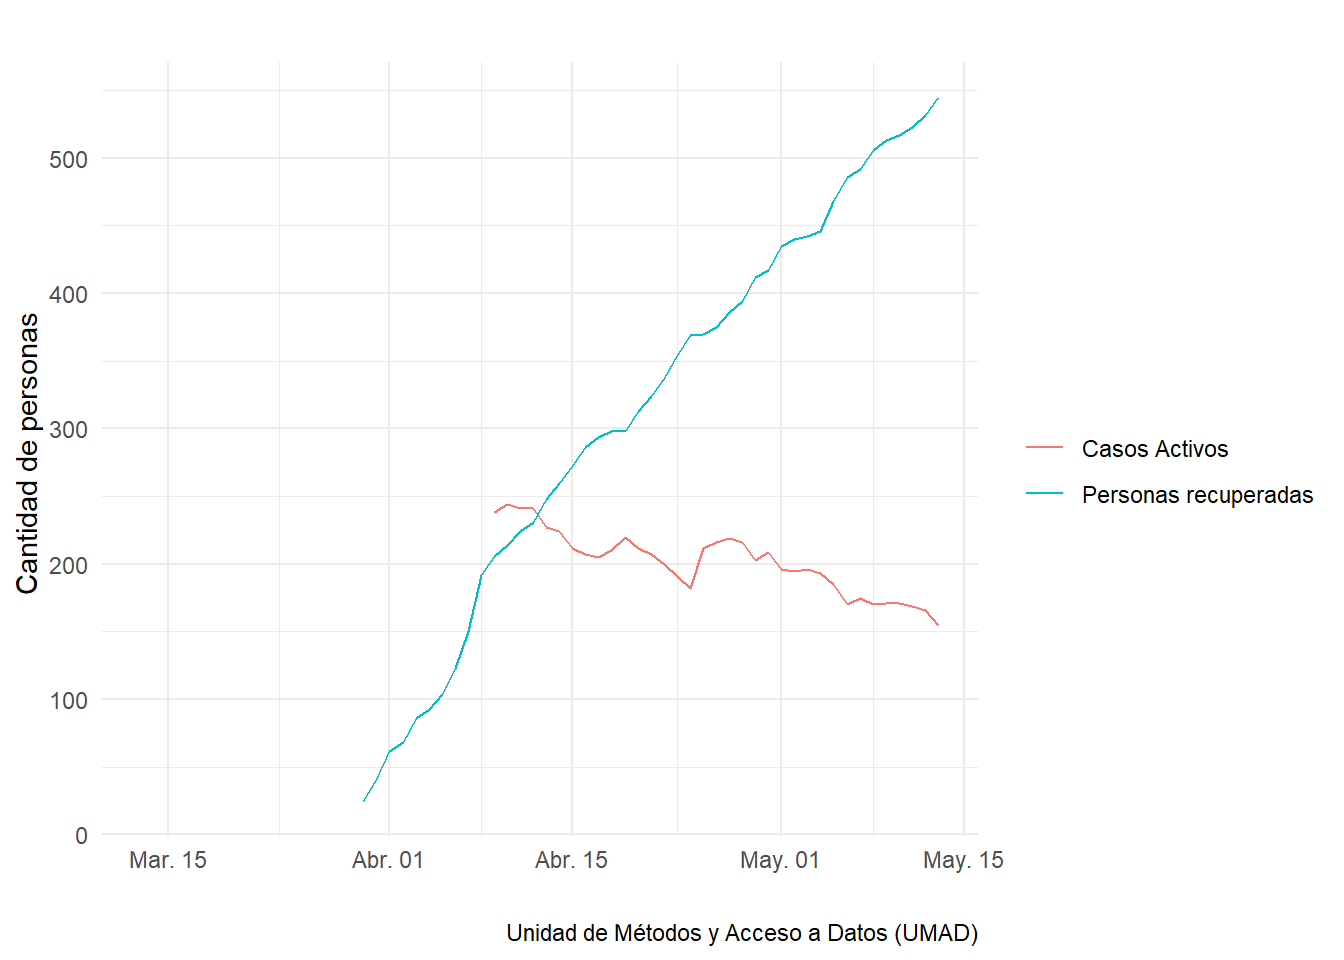 Cantidad de personas
500
400
300
200
100
0
Mar. 15
Abr. 01
Abr. 15
May. 01
May. 15
Casos Activos
Personas recuperadas
Unidad de Métodos y Acceso a Datos (UMAD)